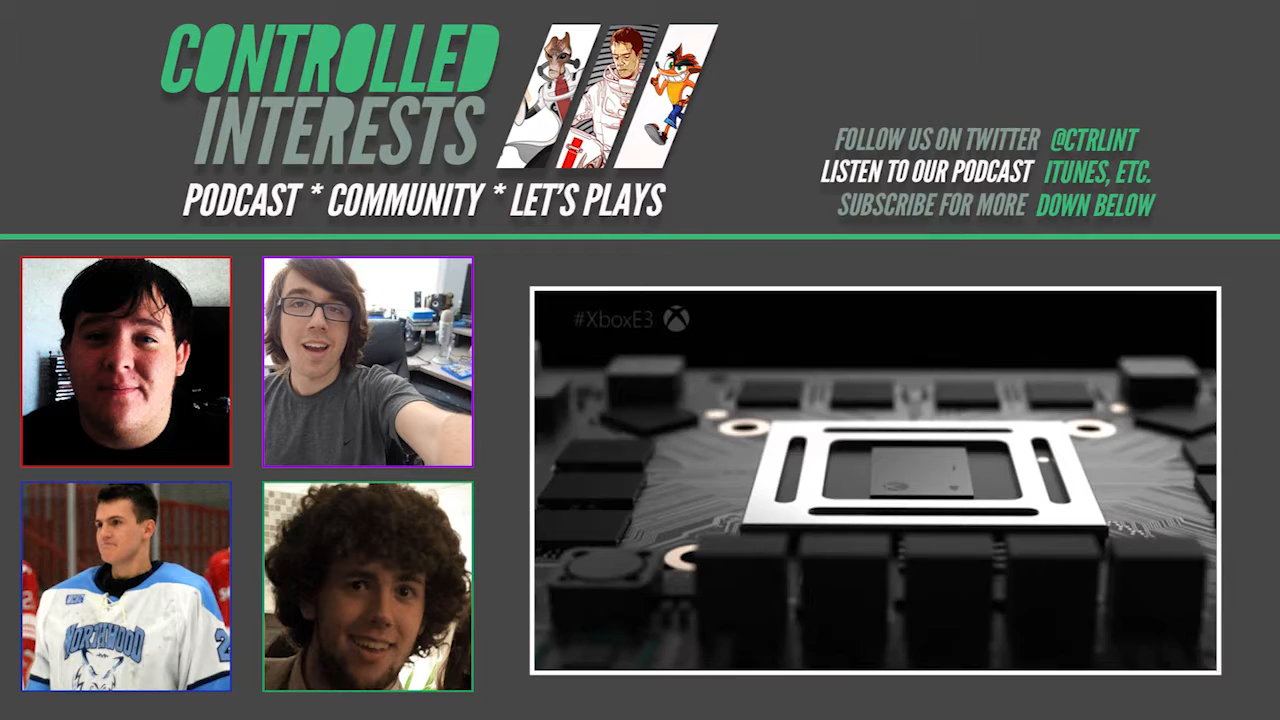 CONTROLLED
INTERESTS
PODCAST * COMMUNITY * LET'S PLAYS
FOLLOW US ON TWITTER @CTRLINT
LISTEN TO OUR PODCAST ITUNES, ETC.
SUBSCRIBE FOR MORE DOWN BELOW
#XboxE3
NORTHWOOD
2